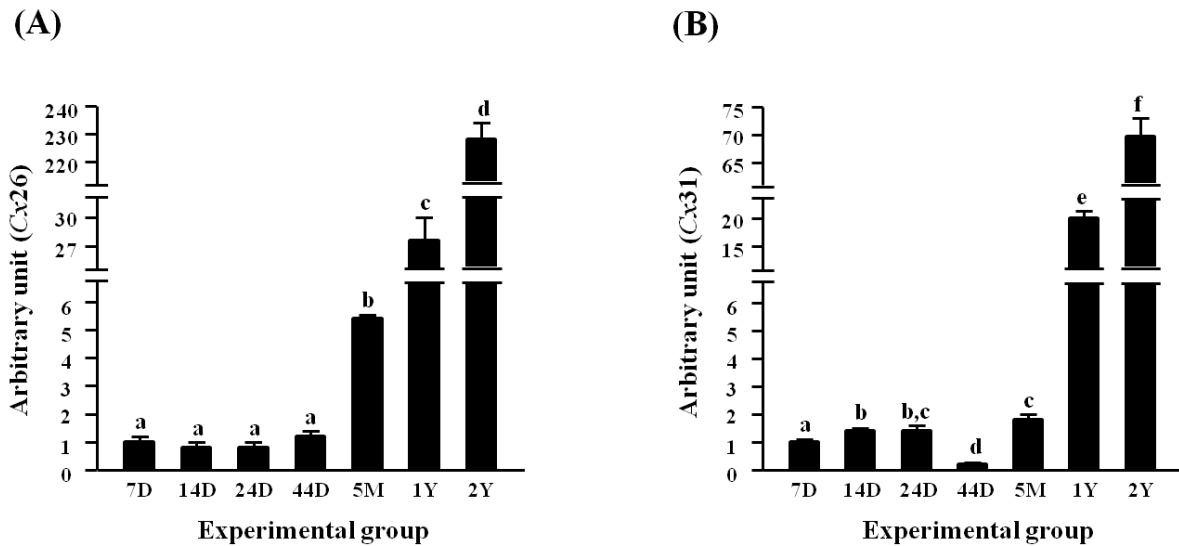 (A)
Arbitrary unit (Cx26)
240
230
220
30
27
6
5
4
3
2
1
0
a
a
a
a
b
c
d
7D 14D 24D 44D 5M 1Y 2Y
Experimental group
(B)
Arbitrary unit (Cx31)
75
70
65
20
15
6
5
4
3
2
1
0
a
b
b,c
d
c
e
f
7D 14D 24D 44D 5M 1Y 2Y
Experimental group